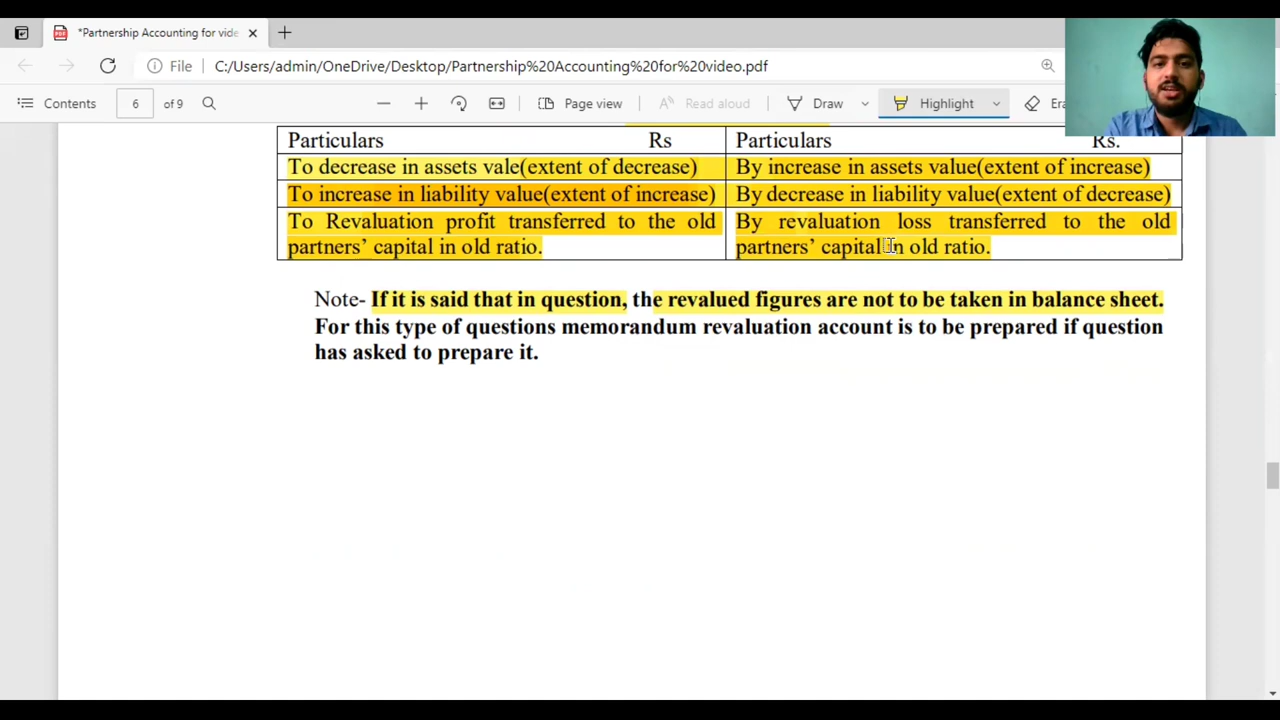 *Partnership Accounting for vide
File
C:/Users/admin/OneDrive/Desktop/Partnership%20Accounting%20for%20video.pdf
Contents
6
of 9
Page view
Read aloud
Draw
Highlight
Particulars Rs
Particulars Rs.
To decrease in assets vale(extent of decrease)
By increase in assets value(extent of increase)
To increase in liability value(extent of increase)
By decrease in liability value(extent of decrease)
To Revaluation profit transferred to the old
partners’ capital in old ratio.
By revaluation loss transferred to the old
partners’ capital in old ratio.
Note- If it is said that in question, the revalued figures are not to be taken in balance sheet.
For this type of questions memorandum revaluation account is to be prepared if question
has asked to prepare it.